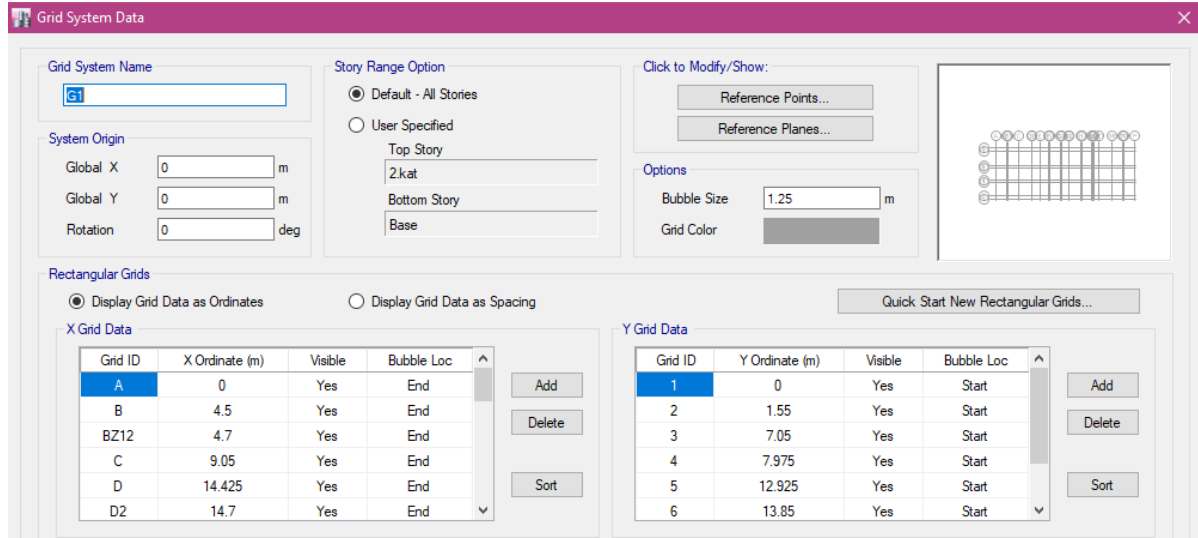 Grid System Data
Grid System Name
G1
System Origin
Global X 0 m
Global Y 0 m
Rotation 0 deg
Story Range Option
Default - All Stories
User Specified
Top Story
2.kat
Bottom Story
Base
Click to Modify/Show:
Reference Points...
Reference Planes...
Options
Bubble Size 1.25 m
Grid Color
Rectangular Grids
Display Grid Data as Ordinates Display Grid Data as Spacing Quick Start New Rectangular Grids...
X Grid Data
Grid ID X Ordinate (m) Visible Bubble Loc
A 0 Yes End
B 4.5 Yes End
BZ12 4.7 Yes End
C 9.05 Yes End
D 14.425 Yes End
D2 14.7 Yes End
Add
Delete
Sort
Y Grid Data
Grid ID Y Ordinate (m) Visible Bubble Loc
1 0 Yes Start
2 1.55 Yes Start
3 7.05 Yes Start
4 7.975 Yes Start
5 12.925 Yes Start
6 13.85 Yes Start
Add
Delete
Sort